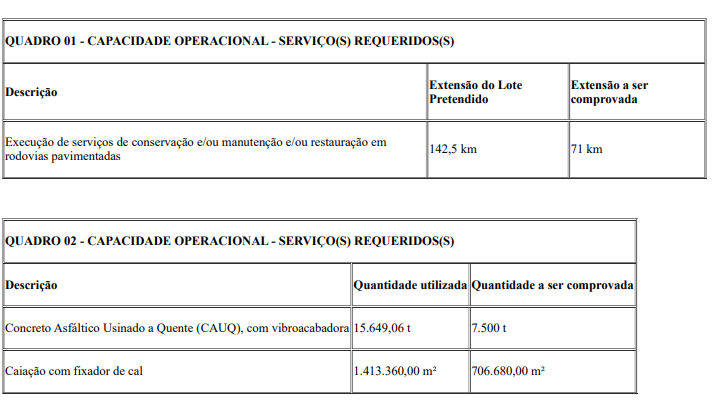 QUADRO 01 - CAPACIDADE OPERACIONAL - SERVIÇO(S) REQUERIDOS(S)
Descrição
Extensão do Lote
Pretendido
Extensão a ser
comprovada
Execução de serviços de conservação e/ou manutenção e/ou restauração em
rodovias pavimentadas
142,5 km
71 km
QUADRO 02 - CAPACIDADE OPERACIONAL - SERVIÇO(S) REQUERIDOS(S)
Descrição
Quantidade utilizada
Quantidade a ser comprovada
Concreto Asfáltico Usinado a Quente (CAUQ), com vibroacabadora
15.649,06 t
7.500 t
Caiação com fixador de cal
1.413.360,00 m²
706.680,00 m²